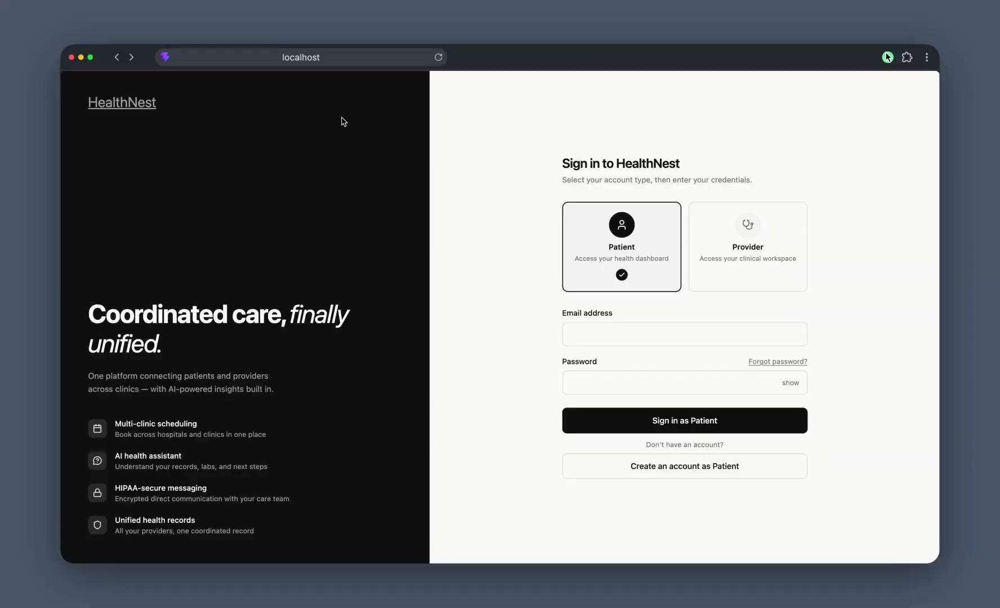 localhost
HealthNest
Coordinated care, finally
unified.
One platform connecting patients and providers
across clinics — with AI-powered insights built in.
Multi-clinic scheduling
Book across hospitals and clinics in one place
AI health assistant
Understand your records, labs, and next steps
HIPAA-secure messaging
Encrypted direct communication with your care team
Unified health records
All your providers, one coordinated record
Sign in to HealthNest
Select your account type, then enter your credentials.
Patient
Access your health dashboard
Provider
Access your clinical workspace
Email address
Password
Forgot password?
show
Sign in as Patient
Don't have an account?
Create an account as Patient